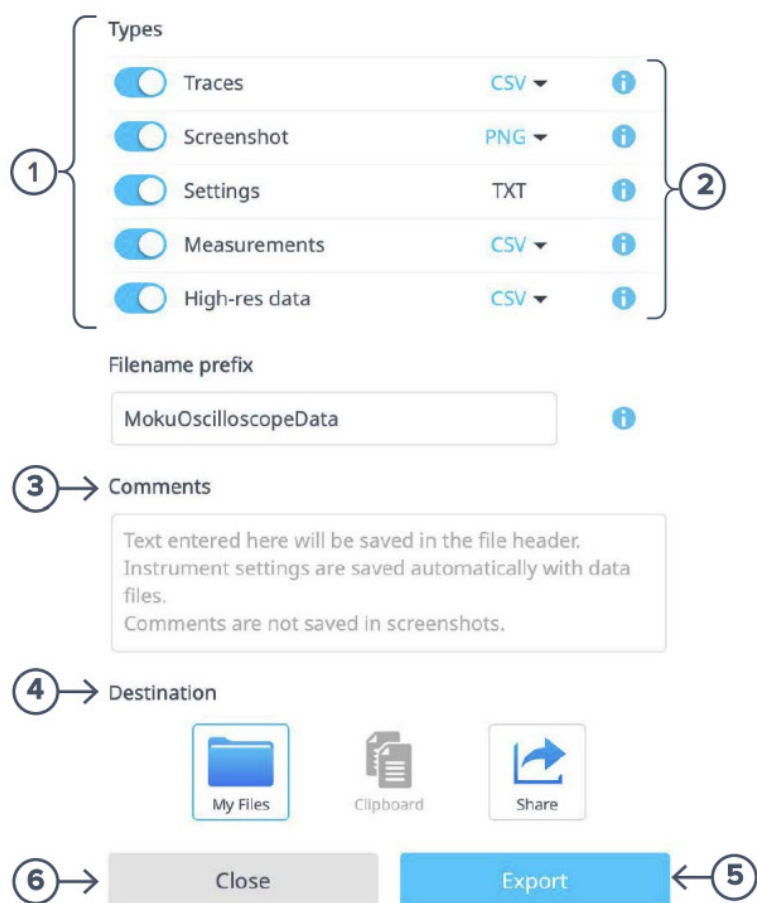 Types
1
Traces CSV
Screenshot PNG
2
Settings TXT
Measurements CSV
High-res data CSV
Filename prefix
MokuOscilloscopeData
3 Comments
Text entered here will be saved in the file header.
Instrument settings are saved automatically with data
files.
Comments are not saved in screenshots.
4 Destination
My Files Clipboard Share
6 Close Export 5